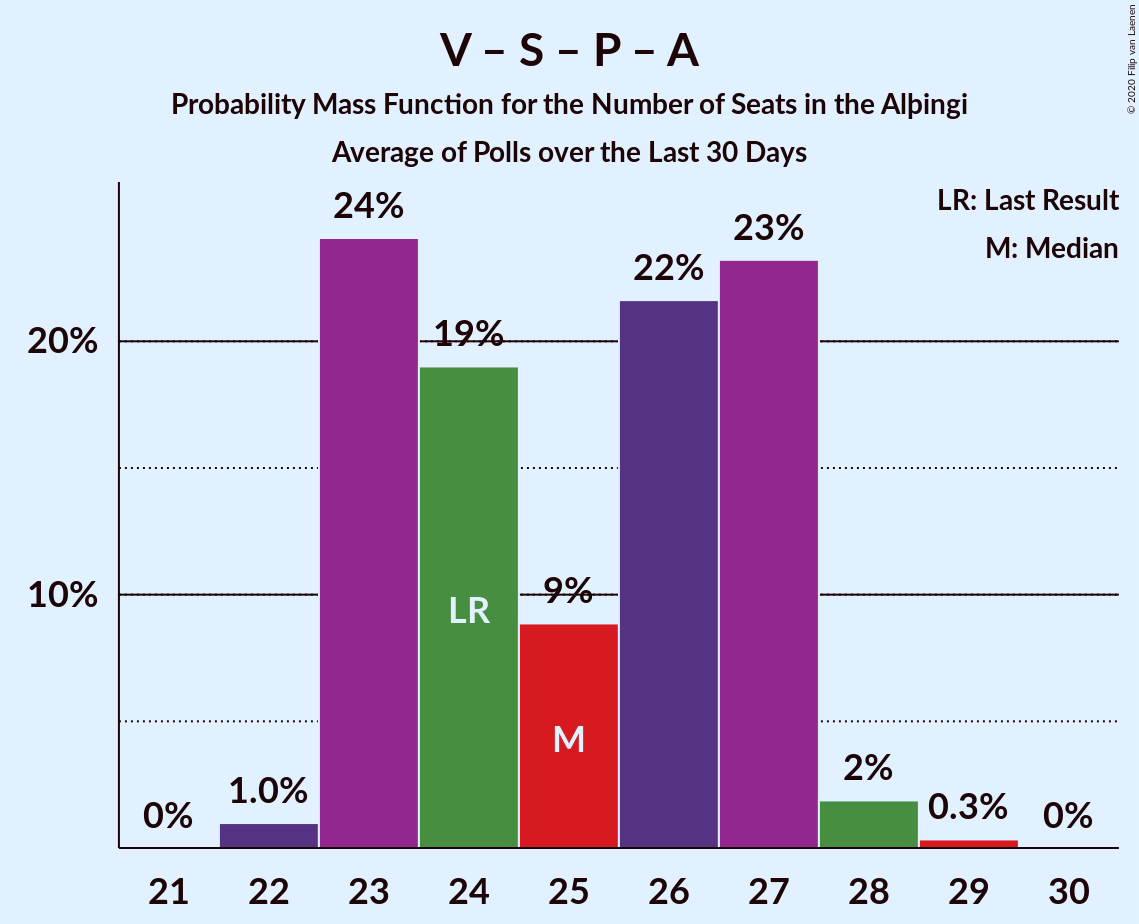 V – S – P – A
Probability Mass Function for the Number of Seats in the Alþingi
Average of Polls over the Last 30 Days
© 2020 Filip van Laenen
LR: Last Result
M: Median
24%
23%
22%
20%
19%
10%
9%
LR
M
2%
1.0%
0.3%
0%
0%
21 22 23 24 25 26 27 28 29 30